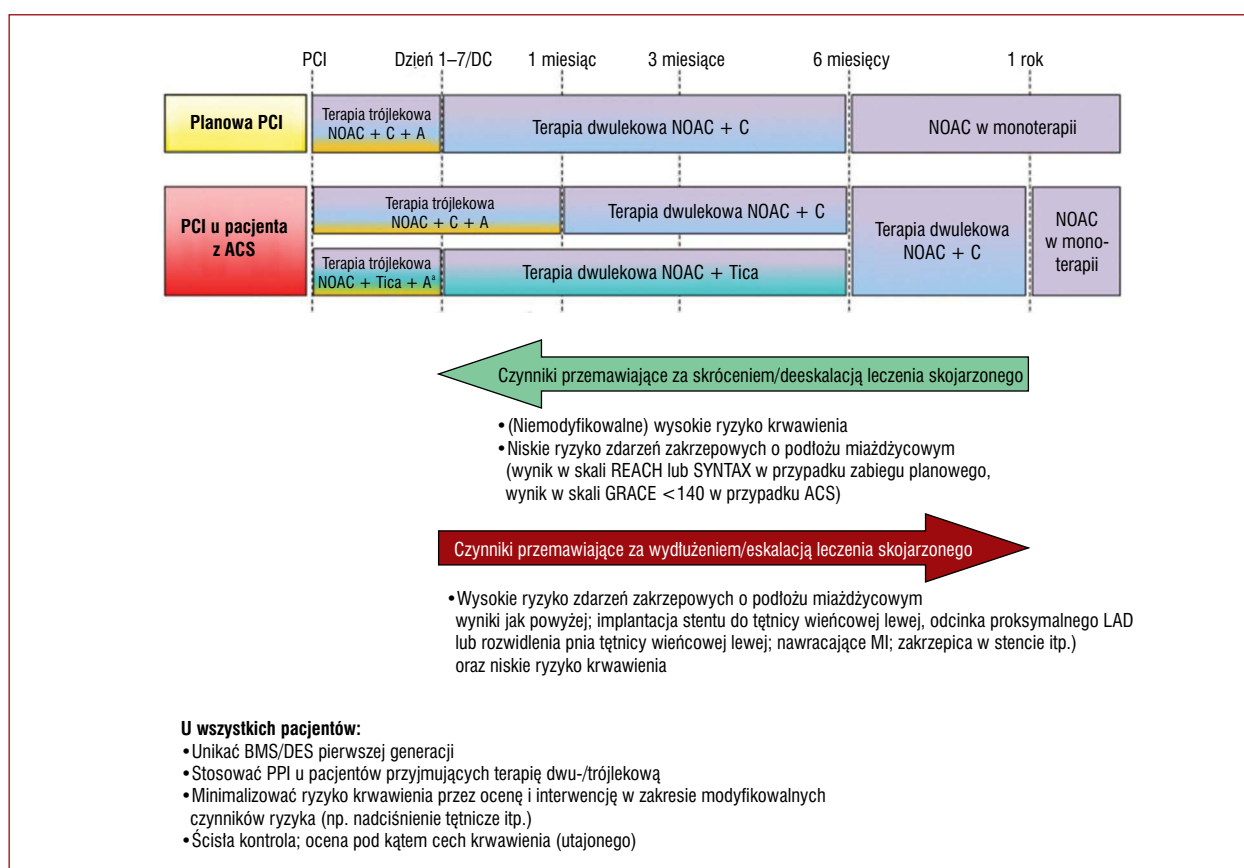 PCI
Dzień 1–7/DC
1 miesiąc
3 miesiące
6 miesięcy
1 rok
Planowa PCI
Terapia trójlekowa
NOAC + C + A
Terapia dwulekowa NOAC + C
NOAC w monoterapii
PCI u pacjenta
z ACS
Terapia trójlekowa
NOAC + C + A
Terapia dwulekowa NOAC + C
Terapia trójlekowa
NOAC + Tica + Aª
Terapia dwulekowa NOAC + Tica
Terapia dwulekowa
NOAC + C
NOAC
w mono-
terapii
Czynniki przemawiające za skróceniem/deeskalacją leczenia skojarzonego
• (Niemodyfikowalne) wysokie ryzyko krwawienia
• Niskie ryzyko zdarzeń zakrzepowych o podłożu miażdżycowym
(wynik w skali REACH lub SYNTAX w przypadku zabiegu planowego,
wynik w skali GRACE <140 w przypadku ACS)
Czynniki przemawiające za wydłużeniem/eskalacją leczenia skojarzonego
• Wysokie ryzyko zdarzeń zakrzepowych o podłożu miażdżycowym
wyniki jak powyżej; implantacja stentu do tętnicy wieńcowej lewej, odcinka proksymalnego LAD
lub rozwidlenia pnia tętnicy wieńcowej lewej; nawracające MI; zakrzepica w stencie itp.)
oraz niskie ryzyko krwawienia
U wszystkich pacjentów:
• Unikać BMS/DES pierwszej generacji
• Stosować PPI u pacjentów przyjmujących terapię dwu-/trójlekową
• Minimalizować ryzyko krwawienia przez ocenę i interwencję w zakresie modyfikowalnych
czynników ryzyka (np. nadciśnienie tętnicze itp.)
• Ścisła kontrola; ocena pod kątem cech krwawienia (utajonego)